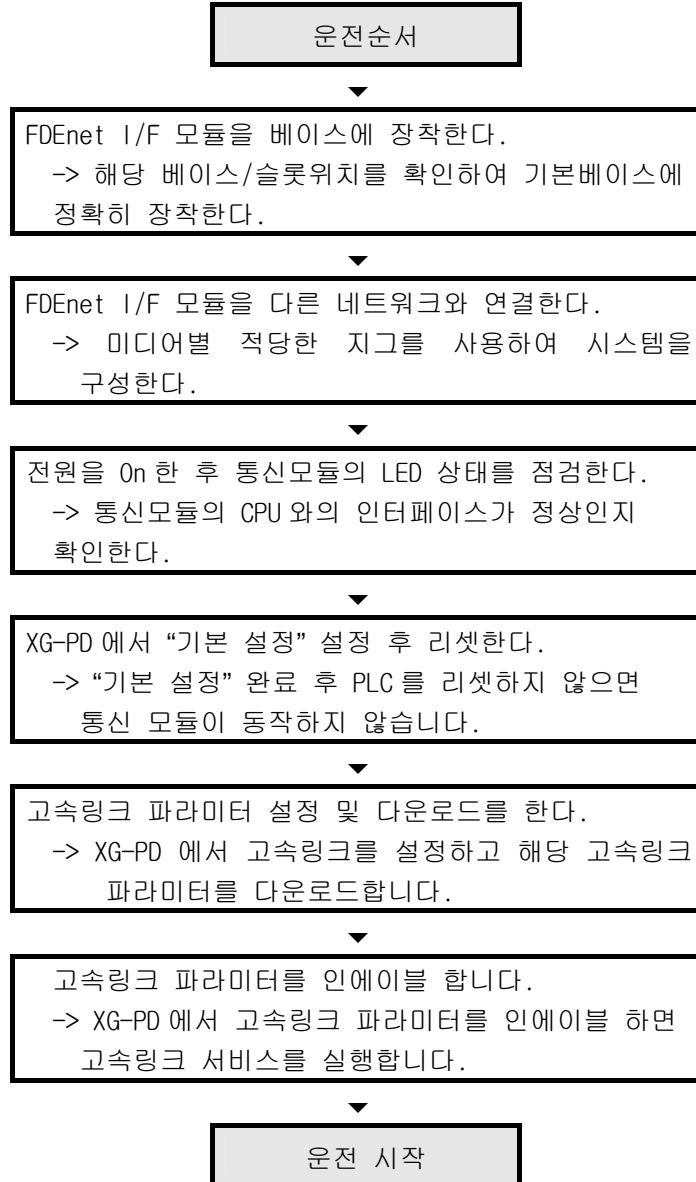 운전순서
FDEnet I/F 모듈을 베이스에 장착한다.
-> 해당 베이스/슬롯위치를 확인하여 기본베이스에
정확히 장착한다.
FDEnet I/F 모듈을 다른 네트워크와 연결한다.
-> 미디어별 적당한 지그를 사용하여 시스템을
구성한다.
전원을 On 한 후 통신모듈의 LED 상태를 점검한다.
-> 통신모듈의 CPU 와의 인터페이스가 정상인지
확인한다.
XG-PD 에서 “기본 설정” 설정 후 리셋한다.
-> “기본 설정” 완료 후 PLC 를 리셋하지 않으면
통신 모듈이 동작하지 않습니다.
고속링크 파라미터 설정 및 다운로드를 한다.
-> XG-PD 에서 고속링크를 설정하고 해당 고속링크
파라미터를 다운로드합니다.
고속링크 파라미터를 인에이블 합니다.
-> XG-PD 에서 고속링크 파라미터를 인에이블 하면
고속링크 서비스를 실행합니다.
운전 시작